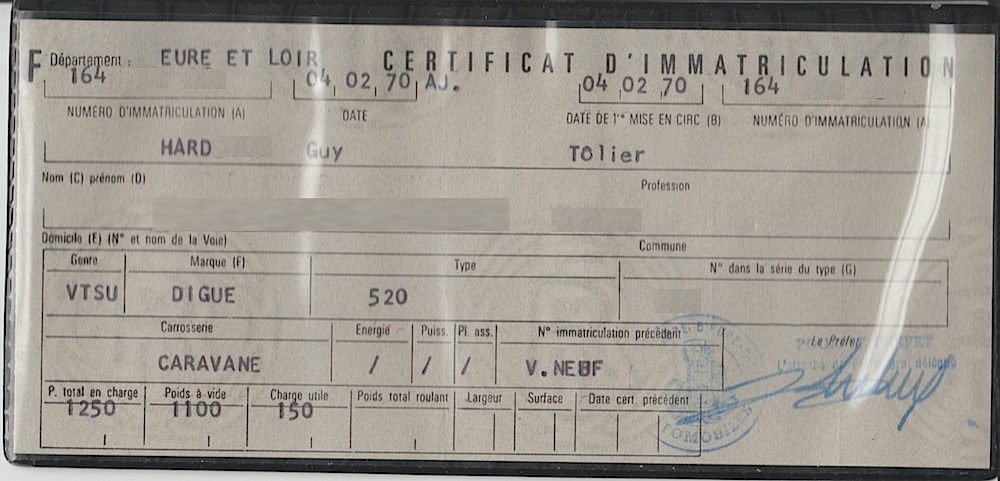 F Département : EURE ET LOIR CERTIFICAT D'IMMATRICULATION
164 04 02 70 AJ. 04 02 70 164
NUMÉRO D'IMMATRICULATION (A) DATE DATE DE 1re MISE EN CIRC (B) NUMÉRO D'IMMATRICULATION (A)
HARD Guy Tôlier
Nom (C) prénom (D) Profession
Domicile (E) (N° et nom de la Voie) Commune
Genre Marque (F) Type N° dans la série du type (G)
VTSU DIGUE 520
Carrosserie Energie Puiss. Pl. ass. N° immatriculation précédent Le Préfet
CARAVANE / / / V.NEUF
P. total en charge Poids à vide Charge utile Poids total roulant Largeur Surface Date cert. précédent
1250 1100 150